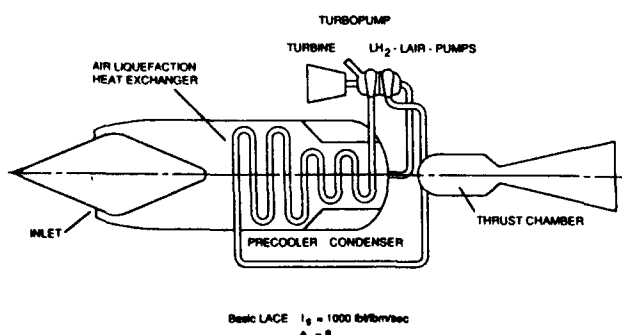 TURBOPUMP
TURBINE
LH2 - LAIR - PUMPS
AIR LIQUEFACTION
HEAT EXCHANGER
INLET
PRECOOLER
CONDENSER
THRUST CHAMBER
Basic LACE Is = 1000 lbf/lbm/sec
= 8